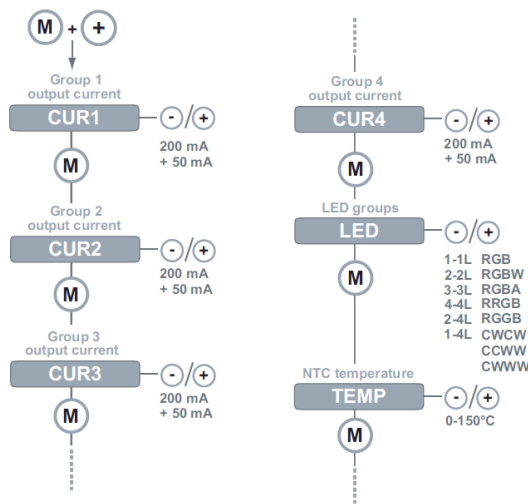 M + +
Group 1
output current
CUR1
- / +
200 mA
+ 50 mA
M
Group 2
output current
CUR2
- / +
200 mA
+ 50 mA
M
Group 3
output current
CUR3
- / +
200 mA
+ 50 mA
M
Group 4
output current
CUR4
- / +
200 mA
+ 50 mA
M
LED groups
LED
- / +
M
1-1L RGB
2-2L RGBW
3-3L RGBA
4-4L RRGB
2-4L RGGB
1-4L CWCW
CCWW
CWWW
NTC temperature
TEMP
- / +
0-150°C
M